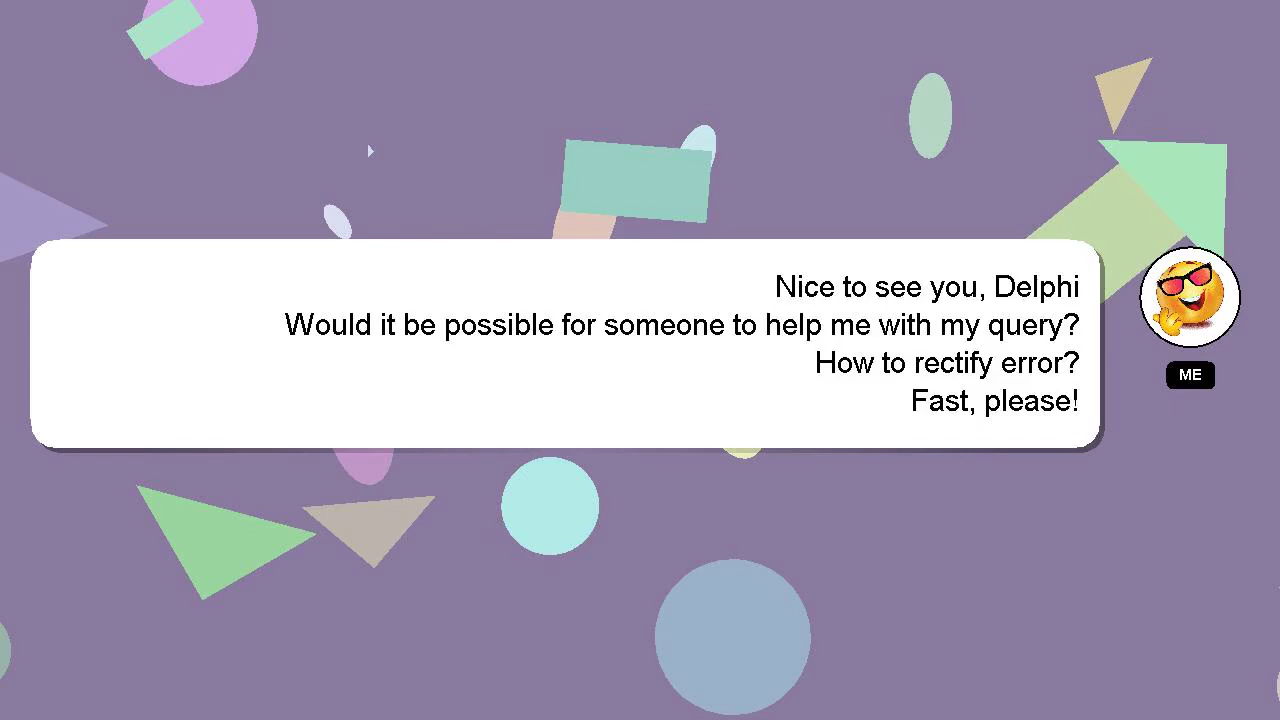 Nice to see you, Delphi
Would it be possible for someone to help me with my query?
How to rectify error?
Fast, please!
ME